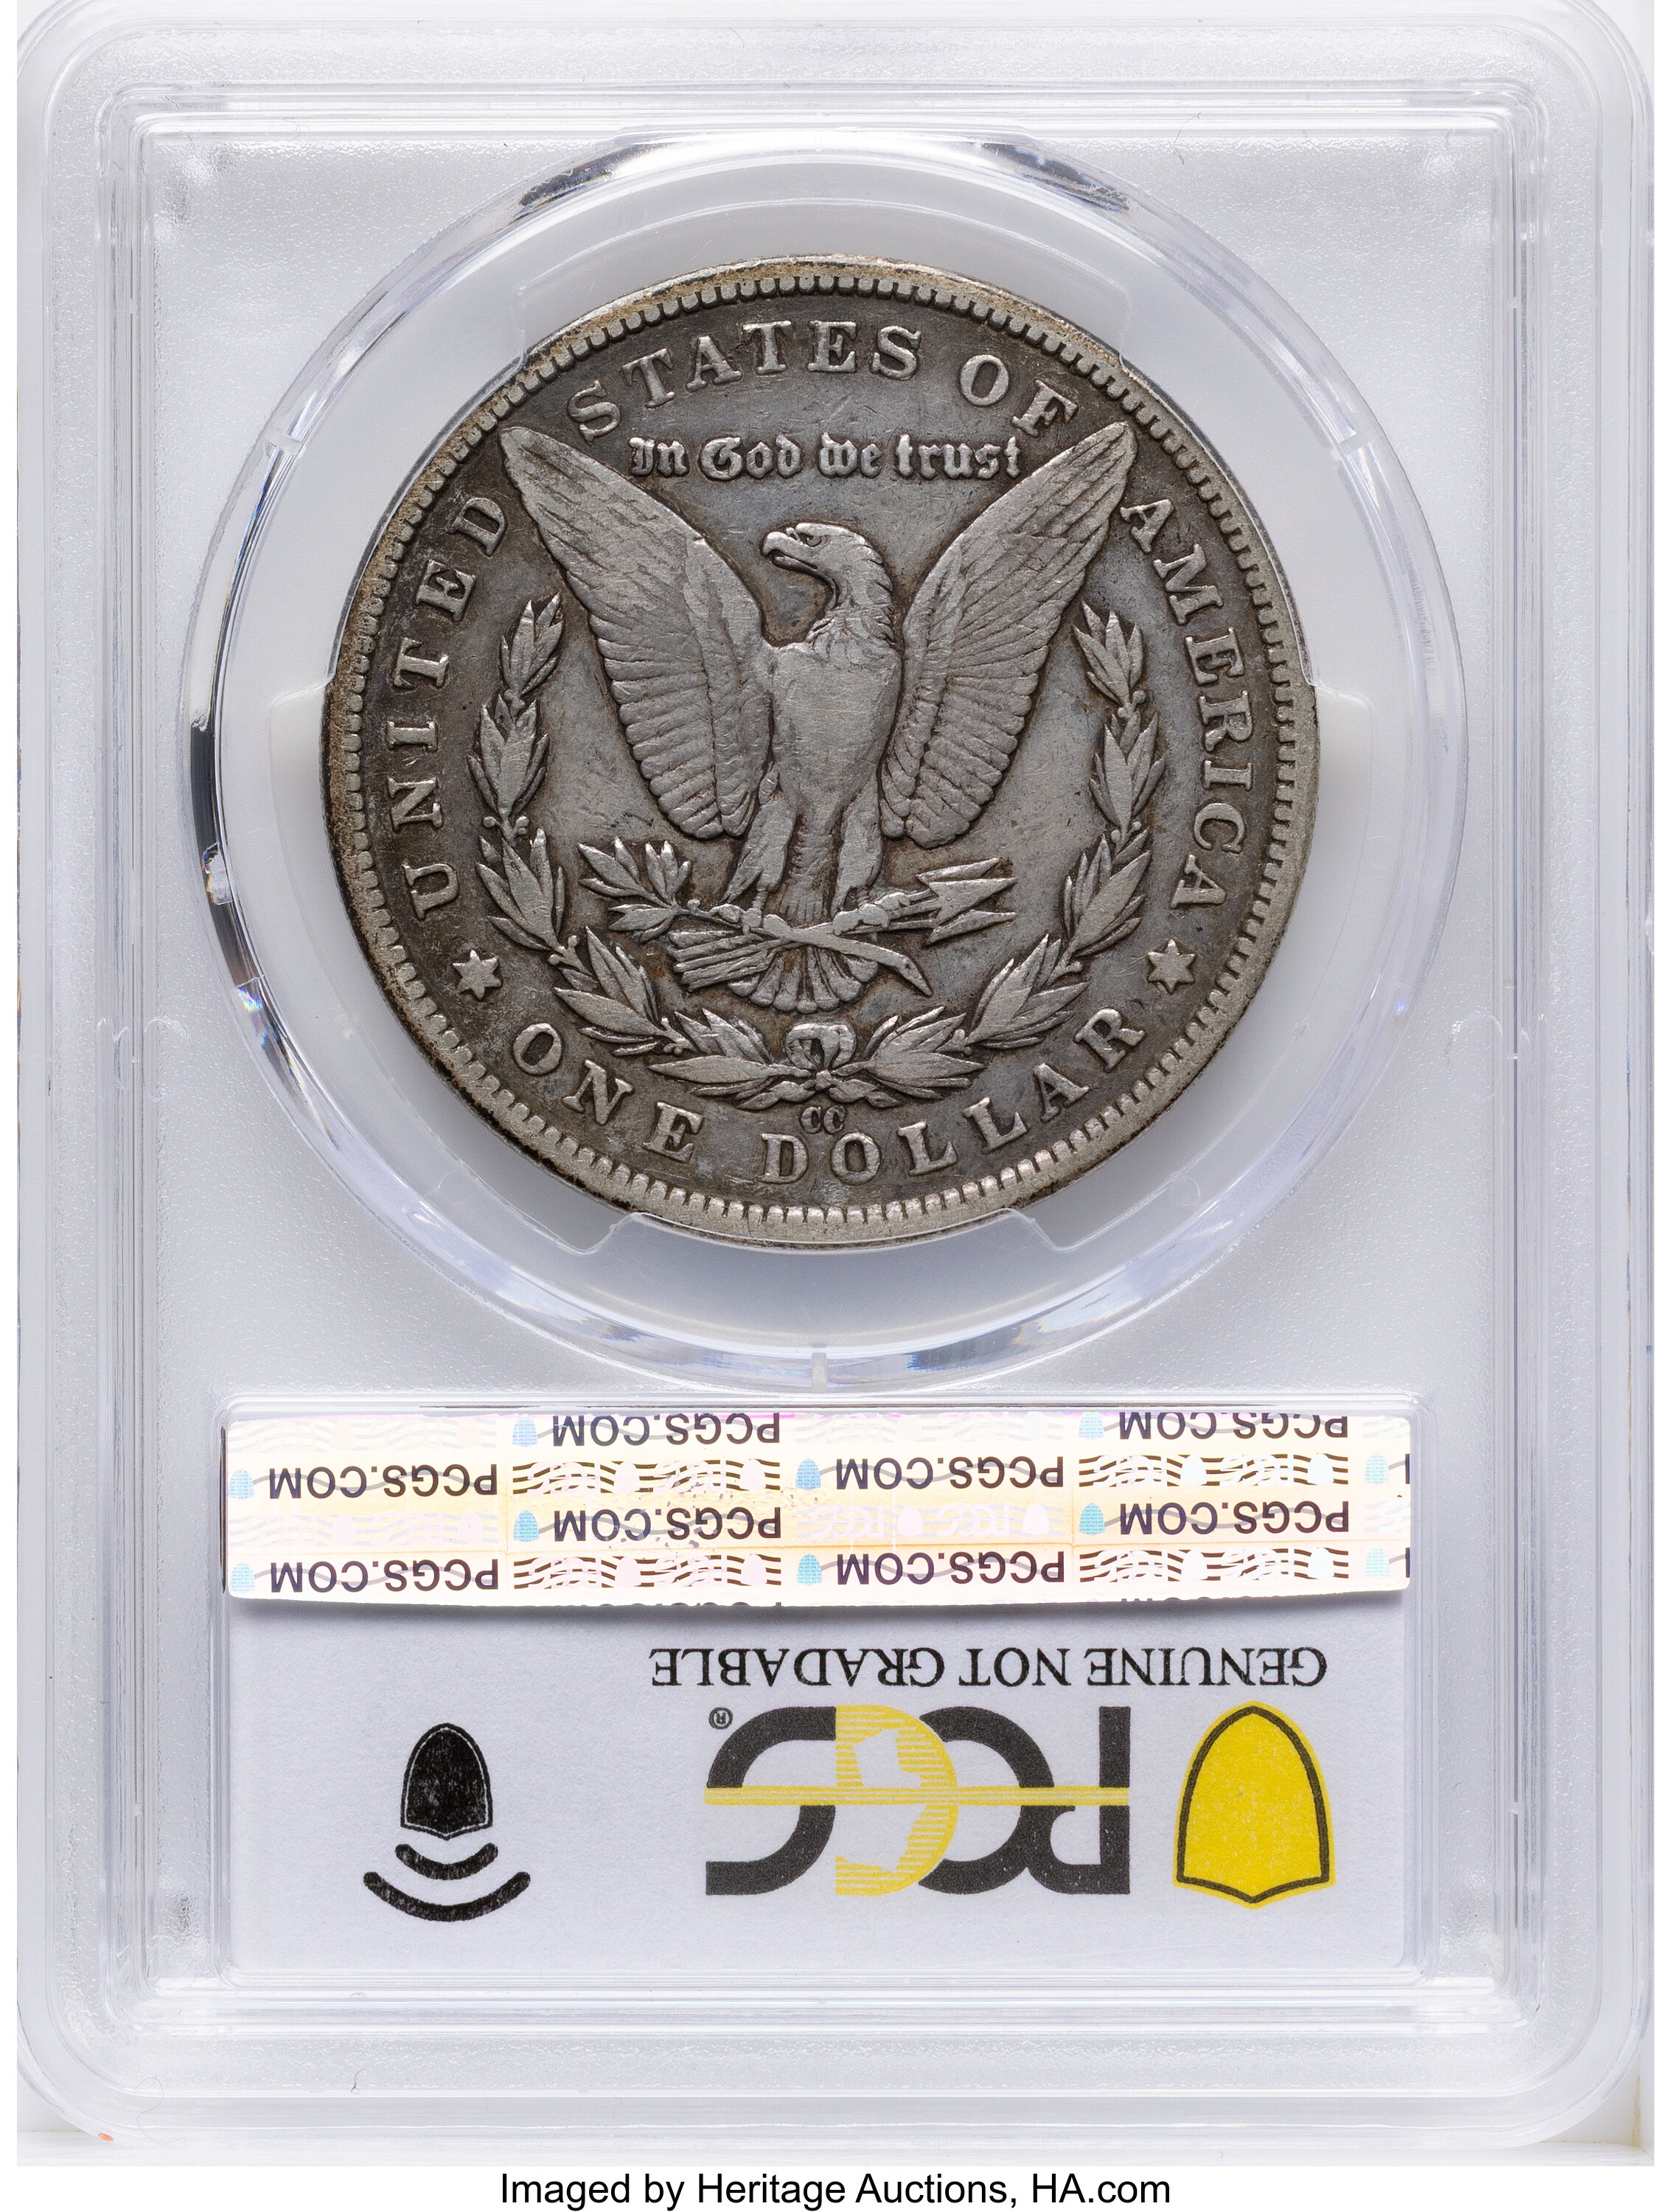 UNITED STATES OF AMERICA
In God we trust
CC
ONE DOLLAR
PCGS.COM PCGS.COM
PCGS.COM PCGS.COM
PCGS.COM PCGS.COM
PCGS.COM PCGS.COM
GENUINE NOT GRADABLE
PCGS®
Imaged by Heritage Auctions, HA.com